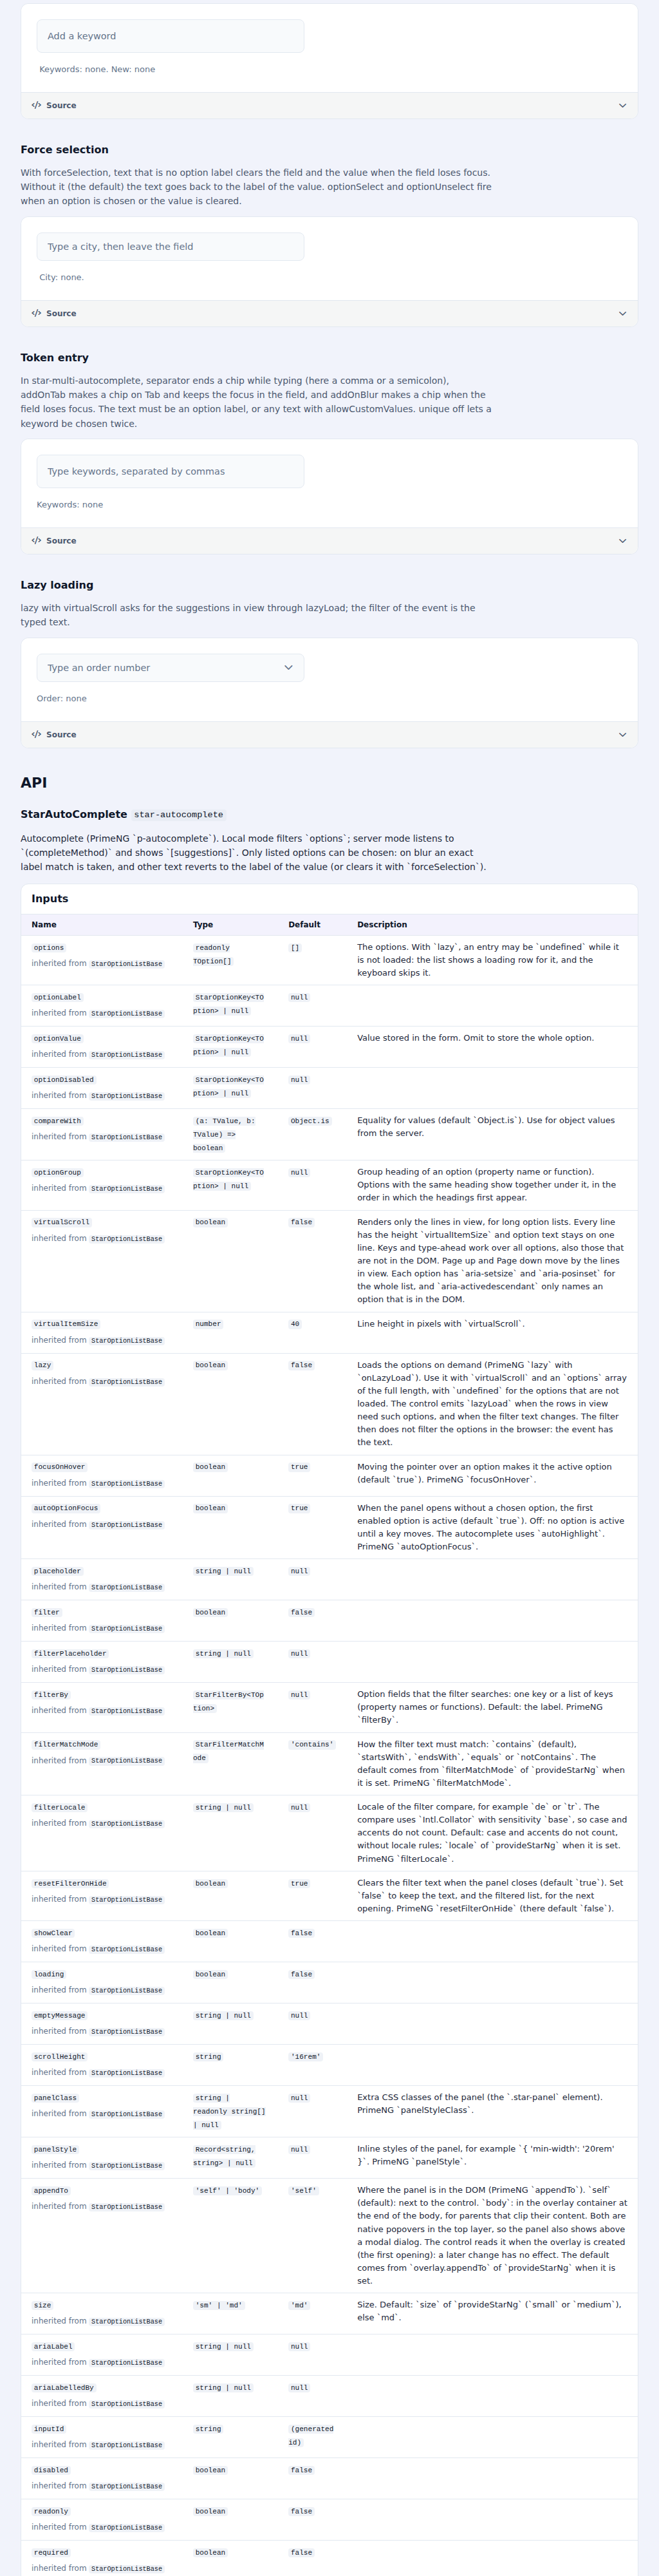 Add a keyword
Keywords: none. New: none
Source
Force selection
With forceSelection, text that is no option label clears the field and the value when the field loses focus.
Without it (the default) the text goes back to the label of the value. optionSelect and optionUnselect fire
when an option is chosen or the value is cleared.
Type a city, then leave the field
City: none.
Source
Token entry
In star-multi-autocomplete, separator ends a chip while typing (here a comma or a semicolon),
addOnTab makes a chip on Tab and keeps the focus in the field, and addOnBlur makes a chip when the
field loses focus. The text must be an option label, or any text with allowCustomValues. unique off lets a
keyword be chosen twice.
Type keywords, separated by commas
Keywords: none
Source
Lazy loading
lazy with virtualScroll asks for the suggestions in view through lazyLoad; the filter of the event is the
typed text.
Type an order number
Order: none
Source
API
StarAutoComplete star-autocomplete
Autocomplete (PrimeNG `p-autocomplete`). Local mode filters `options`; server mode listens to
`(completeMethod)` and shows `[suggestions]`. Only listed options can be chosen: on blur an exact
label match is taken, and other text reverts to the label of the value (or clears it with `forceSelection`).
Inputs
Name Type Default Description
options readonly [] The options. With `lazy`, an entry may be `undefined` while it
inherited from StarOptionListBase TOption[] is not loaded: the list shows a loading row for it, and the
keyboard skips it.
optionLabel StarOptionKey<TO null
inherited from StarOptionListBase ption> | null
optionValue StarOptionKey<TO null Value stored in the form. Omit to store the whole option.
inherited from StarOptionListBase ption> | null
optionDisabled StarOptionKey<TO null
inherited from StarOptionListBase ption> | null
compareWith (a: TValue, b: Object.is Equality for values (default `Object.is`). Use for object values
inherited from StarOptionListBase TValue) => from the server.
boolean
optionGroup StarOptionKey<TO null Group heading of an option (property name or function).
inherited from StarOptionListBase ption> | null Options with the same heading show together under it, in the
order in which the headings first appear.
virtualScroll boolean false Renders only the lines in view, for long option lists. Every line
inherited from StarOptionListBase has the height `virtualItemSize` and option text stays on one
line. Keys and type-ahead work over all options, also those that
are not in the DOM. Page up and Page down move by the lines
in view. Each option has `aria-setsize` and `aria-posinset` for
the whole list, and `aria-activedescendant` only names an
option that is in the DOM.
virtualItemSize number 40 Line height in pixels with `virtualScroll`.
inherited from StarOptionListBase
lazy boolean false Loads the options on demand (PrimeNG `lazy` with
inherited from StarOptionListBase `onLazyLoad`). Use it with `virtualScroll` and an `options` array
of the full length, with `undefined` for the options that are not
loaded. The control emits `lazyLoad` when the rows in view
need such options, and when the filter text changes. The filter
then does not filter the options in the browser: the event has
the text.
focusOnHover boolean true Moving the pointer over an option makes it the active option
inherited from StarOptionListBase (default `true`). PrimeNG `focusOnHover`.
autoOptionFocus boolean true When the panel opens without a chosen option, the first
inherited from StarOptionListBase enabled option is active (default `true`). Off: no option is active
until a key moves. The autocomplete uses `autoHighlight`.
PrimeNG `autoOptionFocus`.
placeholder string | null null
inherited from StarOptionListBase
filter boolean false
inherited from StarOptionListBase
filterPlaceholder string | null null
inherited from StarOptionListBase
filterBy StarFilterBy<TOp null Option fields that the filter searches: one key or a list of keys
inherited from StarOptionListBase tion> (property names or functions). Default: the label. PrimeNG
`filterBy`.
filterMatchMode StarFilterMatchM 'contains' How the filter text must match: `contains` (default),
inherited from StarOptionListBase ode `startsWith`, `endsWith`, `equals` or `notContains`. The
default comes from `filterMatchMode` of `provideStarNg` when
it is set. PrimeNG `filterMatchMode`.
filterLocale string | null null Locale of the filter compare, for example `de` or `tr`. The
inherited from StarOptionListBase compare uses `Intl.Collator` with sensitivity `base`, so case and
accents do not count. Default: case and accents do not count,
without locale rules; `locale` of `provideStarNg` when it is set.
PrimeNG `filterLocale`.
resetFilterOnHide boolean true Clears the filter text when the panel closes (default `true`). Set
inherited from StarOptionListBase `false` to keep the text, and the filtered list, for the next
opening. PrimeNG `resetFilterOnHide` (there default `false`).
showClear boolean false
inherited from StarOptionListBase
loading boolean false
inherited from StarOptionListBase
emptyMessage string | null null
inherited from StarOptionListBase
scrollHeight string '16rem'
inherited from StarOptionListBase
panelClass string | null Extra CSS classes of the panel (the `.star-panel` element).
inherited from StarOptionListBase readonly string[] PrimeNG `panelStyleClass`.
| null
panelStyle Record<string, null Inline styles of the panel, for example `{ 'min-width': '20rem'
inherited from StarOptionListBase string> | null }`. PrimeNG `panelStyle`.
appendTo 'self' | 'body' 'self' Where the panel is in the DOM (PrimeNG `appendTo`). `self`
inherited from StarOptionListBase (default): next to the control. `body`: in the overlay container at
the end of the body, for parents that clip their content. Both are
native popovers in the top layer, so the panel also shows above
a modal dialog. The control reads it when the overlay is created
(the first opening): a later change has no effect. The default
comes from `overlay.appendTo` of `provideStarNg` when it is
set.
size 'sm' | 'md' 'md' Size. Default: `size` of `provideStarNg` (`small` or `medium`),
inherited from StarOptionListBase else `md`.
ariaLabel string | null null
inherited from StarOptionListBase
ariaLabelledBy string | null null
inherited from StarOptionListBase
inputId string (generated
inherited from StarOptionListBase id)
disabled boolean false
inherited from StarOptionListBase
readonly boolean false
inherited from StarOptionListBase
required boolean false
inherited from StarOptionListBase